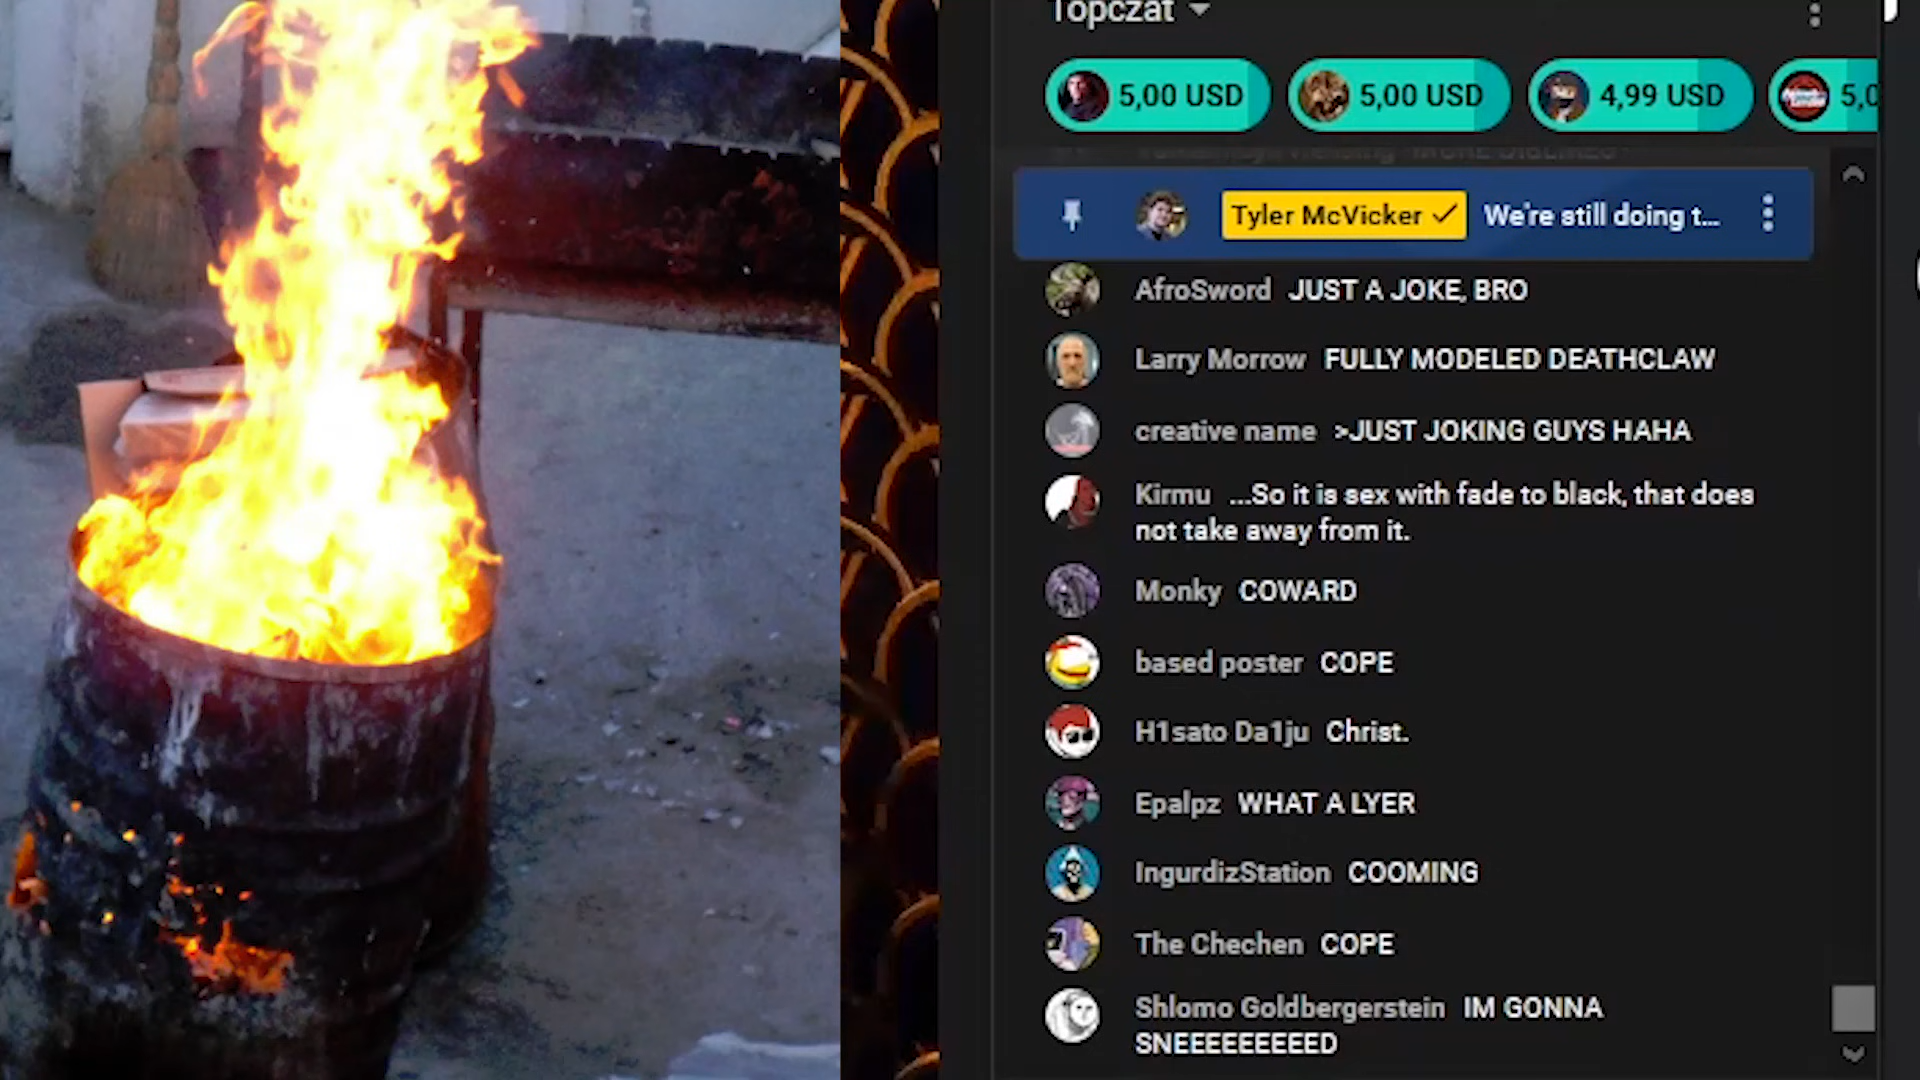 Topczat
5,00 USD 5,00 USD 4,99 USD 5,0
Tyler McVicker We're still doing t...
AfroSword JUST A JOKE, BRO
Larry Morrow FULLY MODELED DEATHCLAW
creative name >JUST JOKING GUYS HAHA
Kirmu ...So it is sex with fade to black, that does
not take away from it.
Monky COWARD
based poster COPE
H1sato Da1ju Christ.
Epalpz WHAT A LYER
IngurdizStation COOMING
The Chechen COPE
Shlomo Goldbergerstein IM GONNA
SNEEEEEEEEED